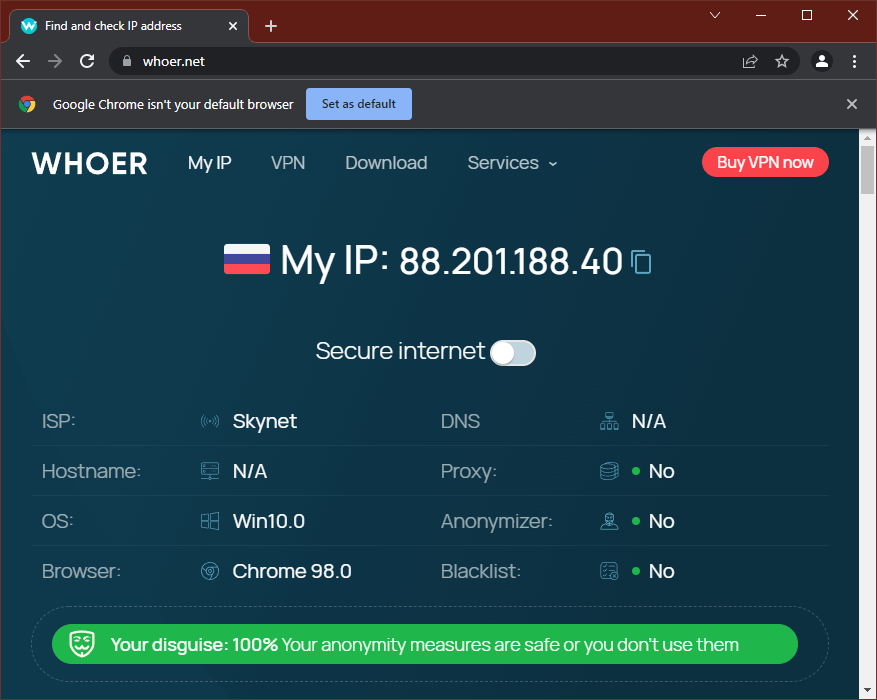 Find and check IP address
whoer.net
Google Chrome isn't your default browser Set as default
WHOER My IP VPN Download Services Buy VPN now
My IP: 88.201.188.40
Secure internet
ISP: Skynet DNS N/A
Hostname: N/A Proxy: No
OS: Win10.0 Anonymizer: No
Browser: Chrome 98.0 Blacklist: No
Your disguise: 100% Your anonymity measures are safe or you don't use them